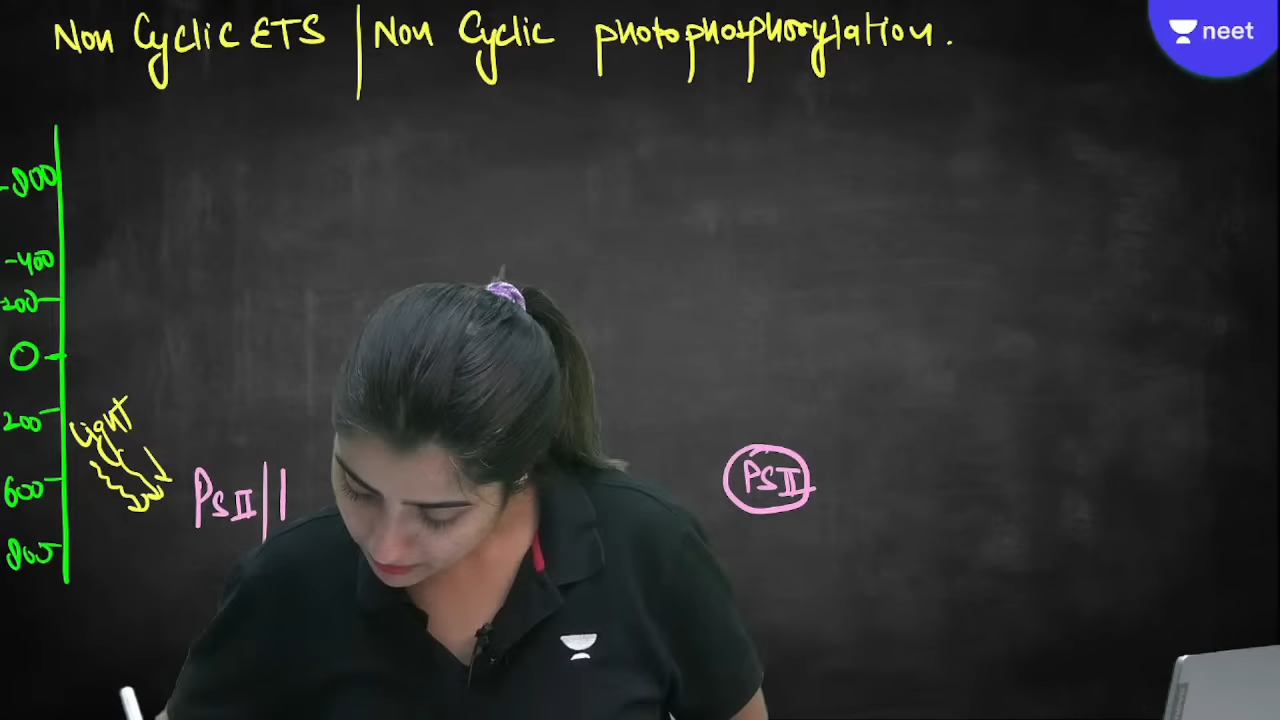 Non Cyclic ETS | Non Cyclic photophosphorylation.
neet
-800
-400
-200
0
200
Light
600
PS II |
PS II
800